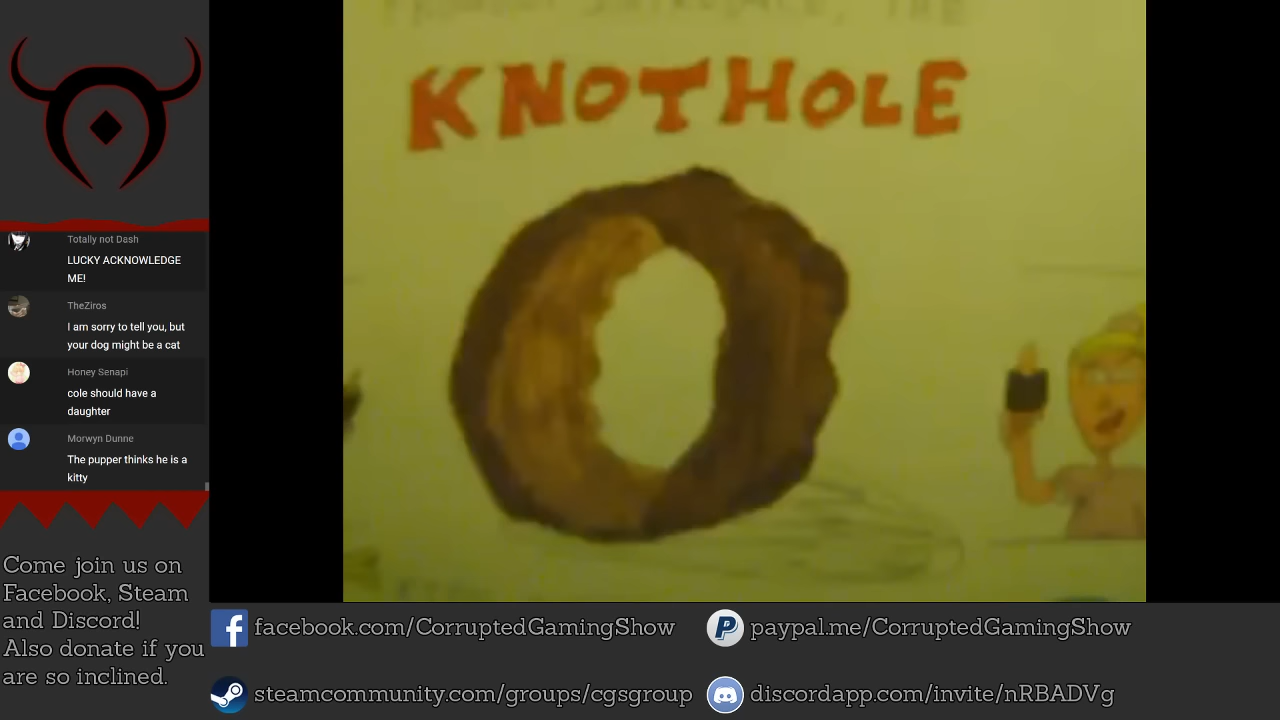 KNOTHOLE
Totally not Dash
LUCKY ACKNOWLEDGE
ME!
TheZiros
I am sorry to tell you, but
your dog might be a cat
Honey Senapi
cole should have a
daughter
Morwyn Dunne
The pupper thinks he is a
kitty
Come join us on
Facebook, Steam
and Discord!
Also donate if you
are so inclined.
facebook.com/CorruptedGamingShow
paypal.me/CorruptedGamingShow
steamcommunity.com/groups/cgsgroup
discordapp.com/invite/nRBADVg